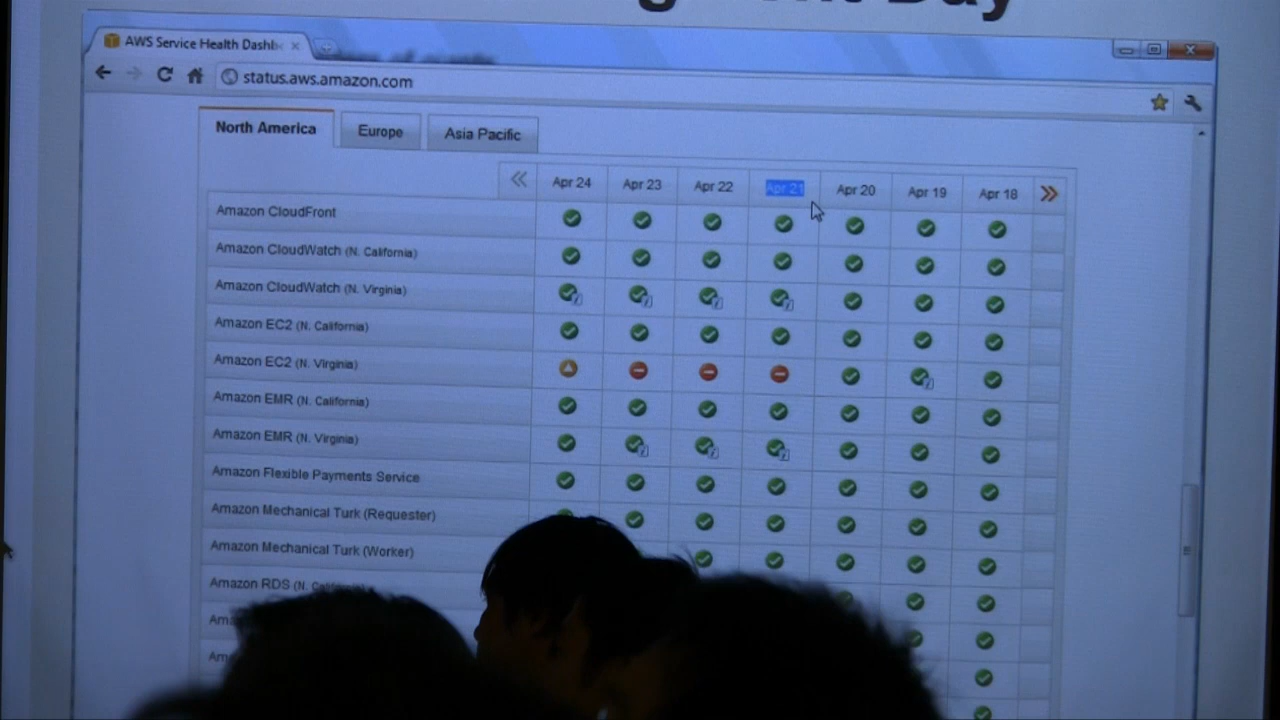 Day
AWS Service Health Dashb
status.aws.amazon.com
North America Europe Asia Pacific
Apr 24 Apr 23 Apr 22 Apr 21 Apr 20 Apr 19 Apr 18
Amazon CloudFront
Amazon CloudWatch (N. California)
Amazon CloudWatch (N. Virginia)
Amazon EC2 (N. California)
Amazon EC2 (N. Virginia)
Amazon EMR (N. California)
Amazon EMR (N. Virginia)
Amazon Flexible Payments Service
Amazon Mechanical Turk (Requester)
Amazon Mechanical Turk (Worker)
Amazon RDS (N.